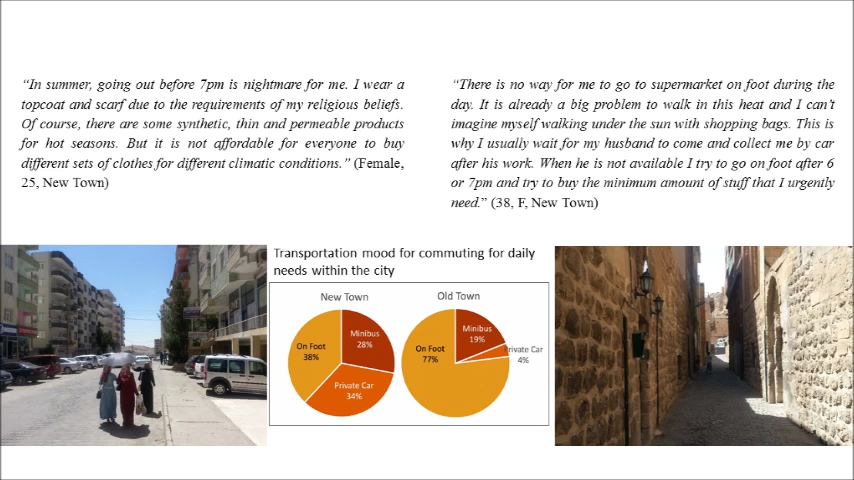 “In summer, going out before 7pm is nightmare for me. I wear a
topcoat and scarf due to the requirements of my religious beliefs.
Of course, there are some synthetic, thin and permeable products
for hot seasons. But it is not affordable for everyone to buy
different sets of clothes for different climatic conditions.” (Female,
25, New Town)
“There is no way for me to go to supermarket on foot during the
day. It is already a big problem to walk in this heat and I can't
imagine myself walking under the sun with shopping bags. This is
why I usually wait for my husband to come and collect me by car
after his work. When he is not available I try to go on foot after 6
or 7pm and try to buy the minimum amount of stuff that I urgently
need.” (38, F, New Town)
Transportation mood for commuting for daily
needs within the city
New Town
Minibus
28%
On Foot
38%
Private Car
34%
Old Town
Minibus
19%
On Foot
77%
Private Car
4%